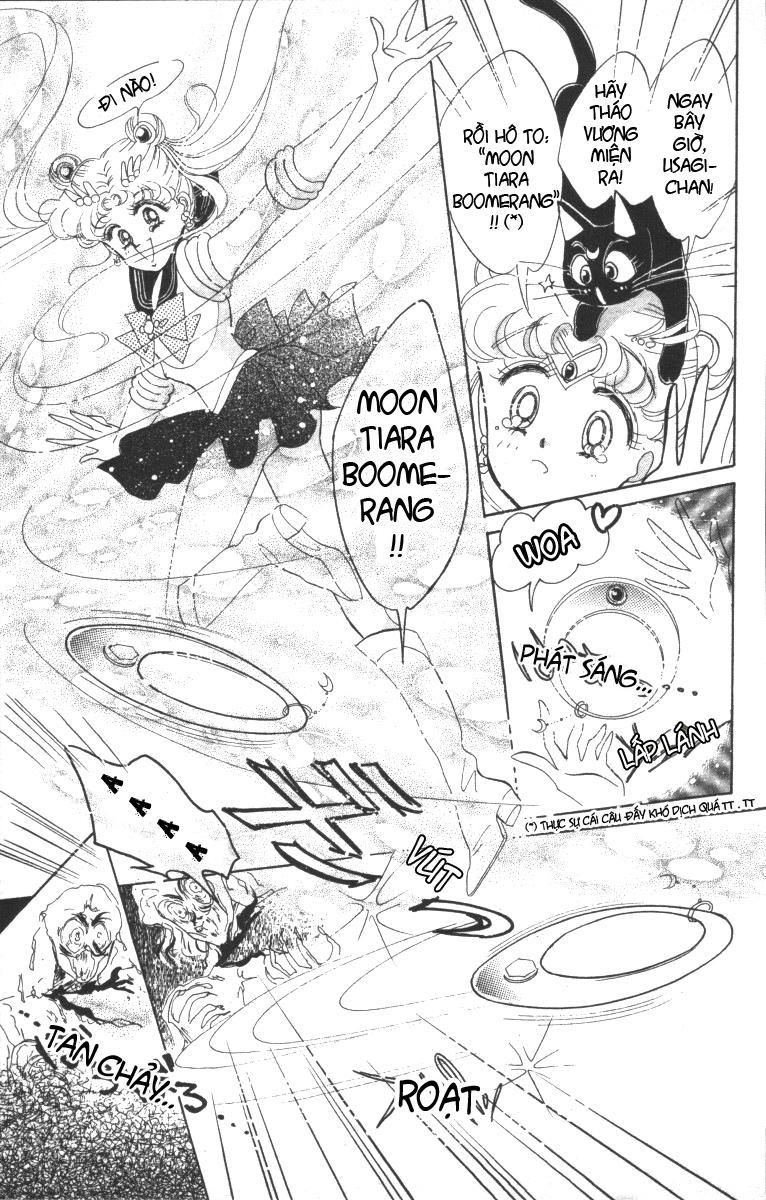 NGAY
BÂY
GIỜ,
USAGI-
CHAN!
HÃY
THÁO
VƯƠNG
MIỆN
RA!
RỒI HÔ TO:
"MOON
TIARA
BOOMERANG"
!! (*)
ĐI NÀO!
MOON
TIARA
BOOME-
RANG
!!
WOA
PHÁT SÁNG...
LẤP LÁNH
(*) THỰC SỰ CÁI CÂU ĐẤY KHÓ DỊCH QUÁ TT . TT
A
A
A
A
VÚT
TAN CHẢY...
ROẠT